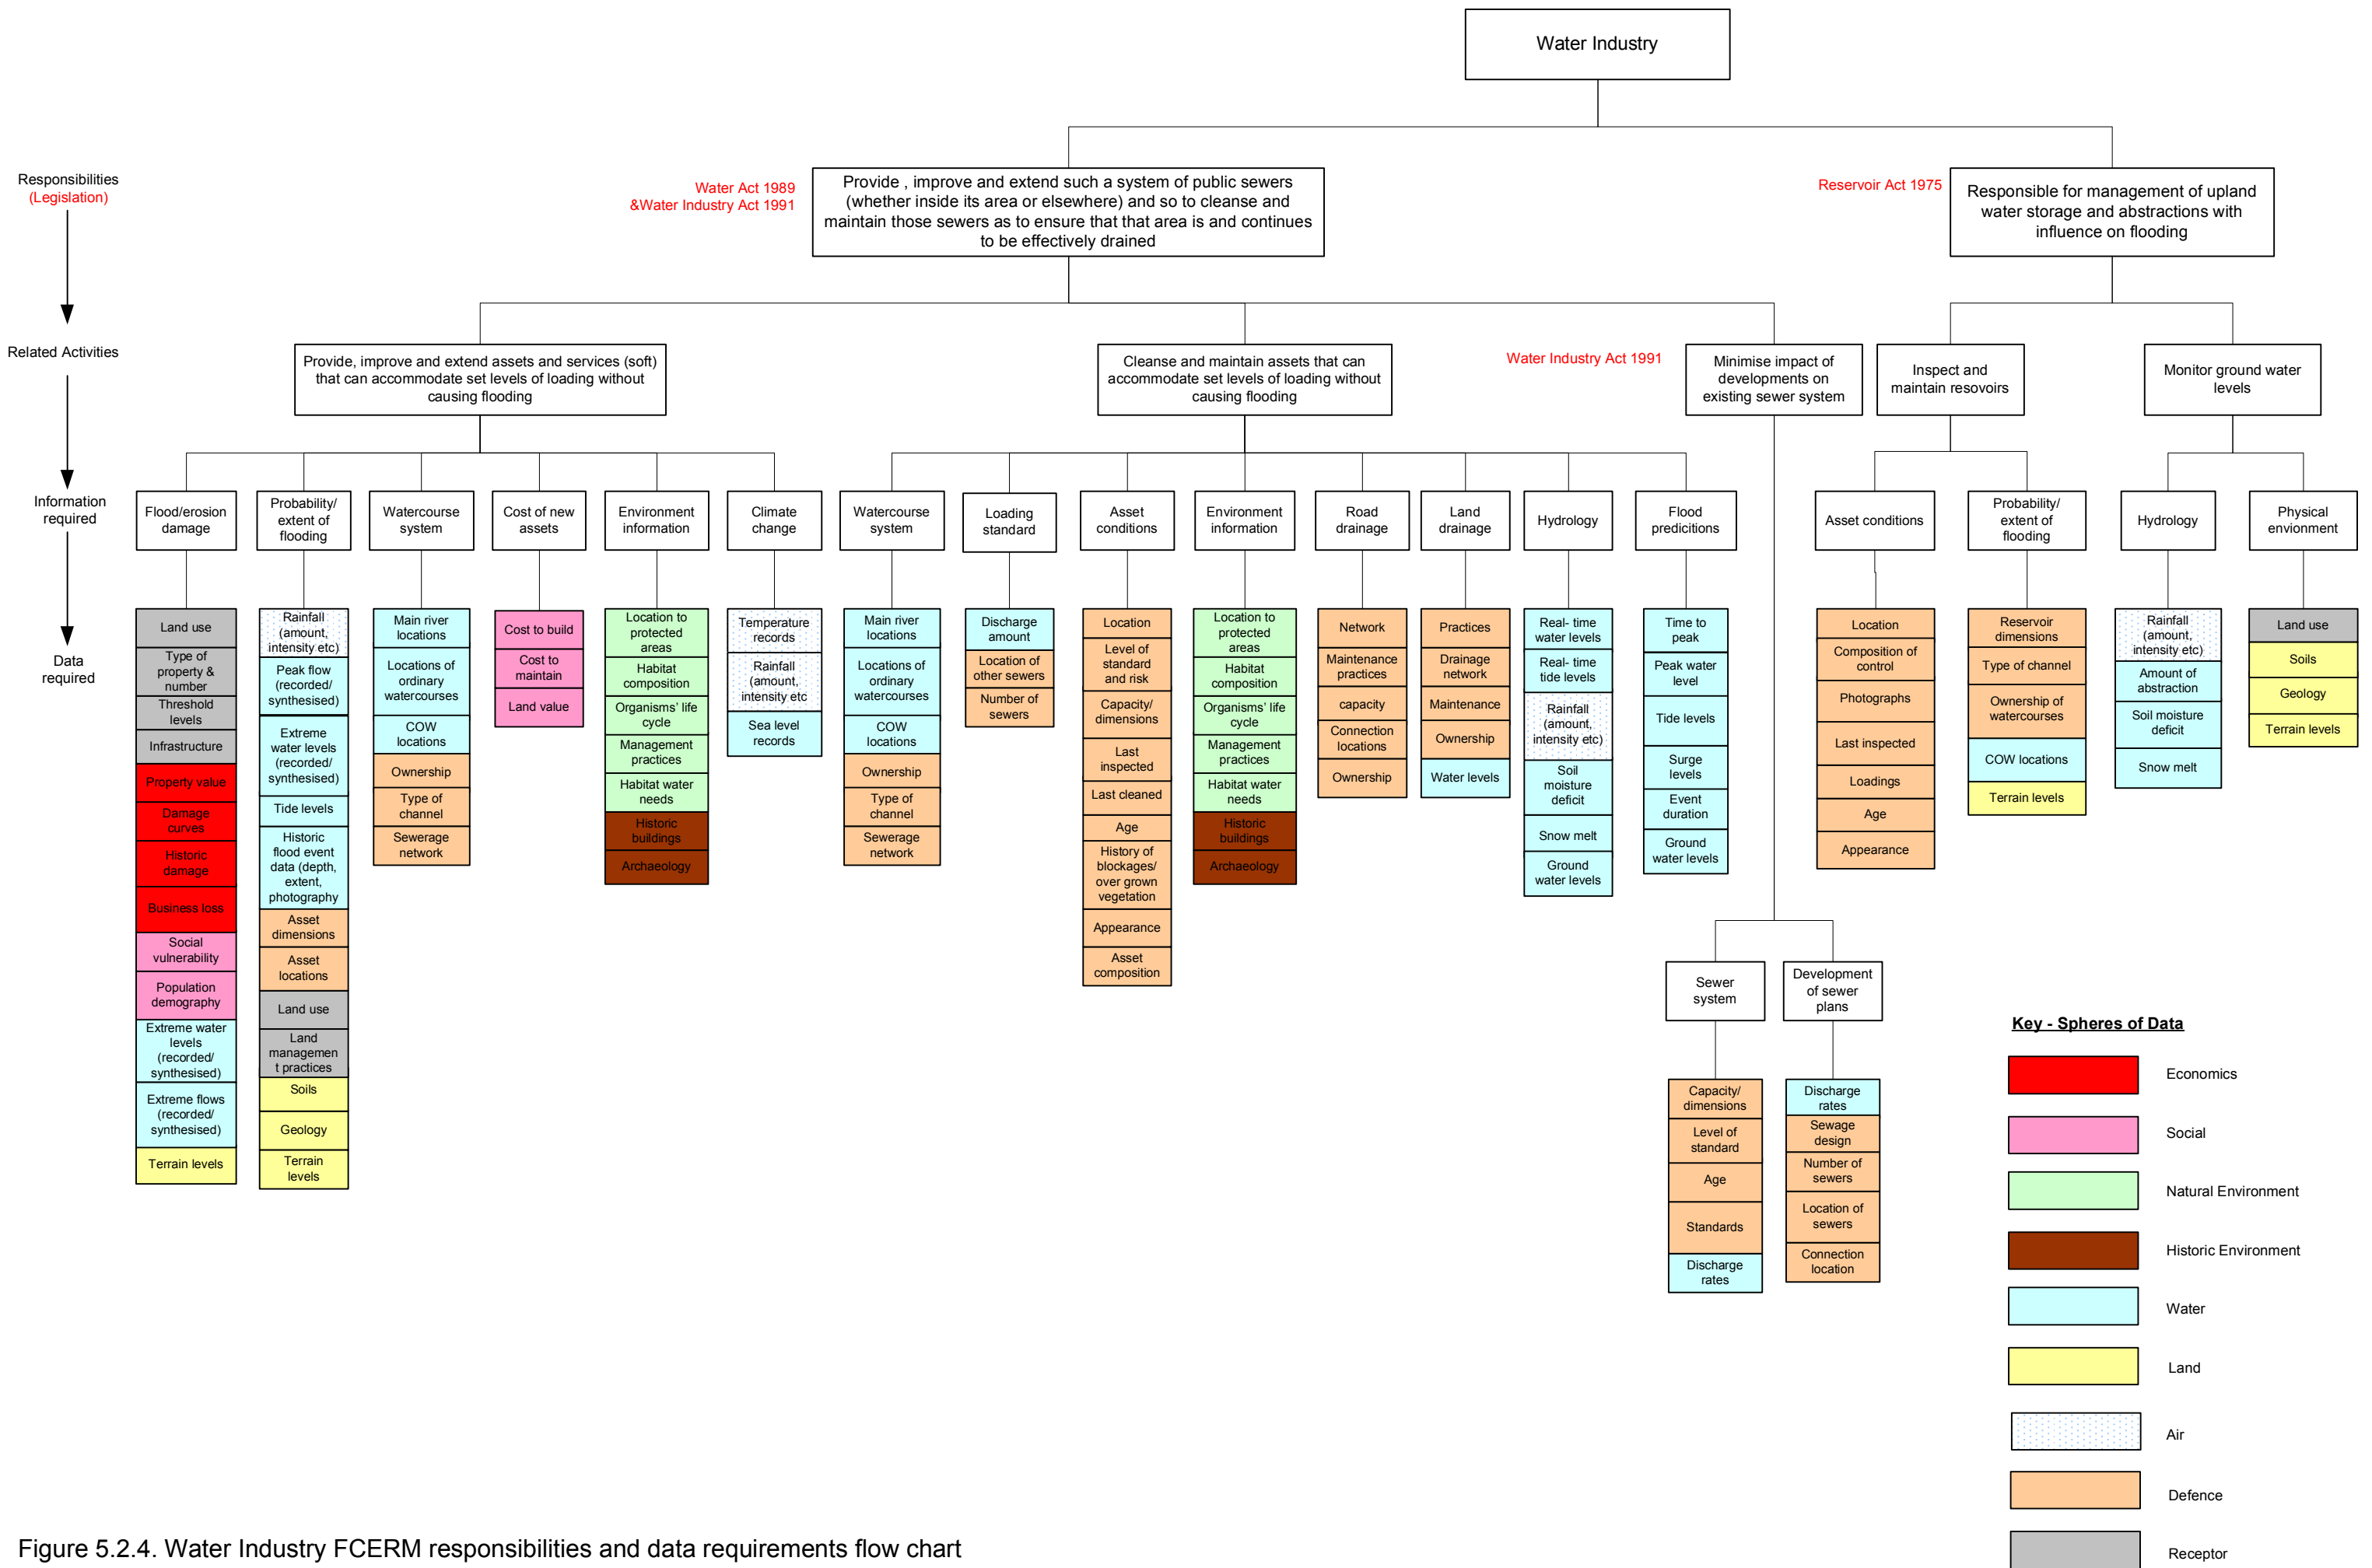 Water Industry
Responsibilities
(Legislation)
Water Act 1989
&Water Industry Act 1991
Provide , improve and extend such a system of public sewers
(whether inside its area or elsewhere) and so to cleanse and
maintain those sewers as to ensure that that area is and continues
to be effectively drained
Reservoir Act 1975
Responsible for management of upland
water storage and abstractions with
influence on flooding
Related Activities
Provide, improve and extend assets and services (soft)
that can accommodate set levels of loading without
causing flooding
Cleanse and maintain assets that can
accommodate set levels of loading without
causing flooding
Water Industry Act 1991
Minimise impact of
developments on
existing sewer system
Inspect and
maintain resovoirs
Monitor ground water
levels
Information
required
Flood/erosion
damage
Probability/
extent of
flooding
Watercourse
system
Cost of new
assets
Environment
information
Climate
change
Watercourse
system
Loading
standard
Asset
conditions
Environment
information
Road
drainage
Land
drainage
Hydrology
Flood
predicitions
Asset conditions
Probability/
extent of
flooding
Hydrology
Physical
envionment
Data
required
Land use
Type of
property &
number
Threshold
levels
Infrastructure
Property value
Damage
curves
Historic
damage
Business loss
Social
vulnerability
Population
demography
Extreme water
levels
(recorded/
synthesised)
Extreme flows
(recorded/
synthesised)
Terrain levels
Rainfall
(amount,
intensity etc)
Peak flow
(recorded/
synthesised)
Extreme
water levels
(recorded/
synthesised)
Tide levels
Historic
flood event
data (depth,
extent,
photography
Asset
dimensions
Asset
locations
Land use
Land
managemen
t practices
Soils
Geology
Terrain
levels
Main river
locations
Locations of
ordinary
watercourses
COW
locations
Ownership
Type of
channel
Sewerage
network
Cost to build
Cost to
maintain
Land value
Location to
protected
areas
Habitat
composition
Organisms' life
cycle
Management
practices
Habitat water
needs
Historic
buildings
Archaeology
Temperature
records
Rainfall
(amount,
intensity etc
Sea level
records
Main river
locations
Locations of
ordinary
watercourses
COW
locations
Ownership
Type of
channel
Sewerage
network
Discharge
amount
Location of
other sewers
Number of
sewers
Location
Level of
standard
and risk
Capacity/
dimensions
Last
inspected
Last cleaned
Age
History of
blockages/
over grown
vegetation
Appearance
Asset
composition
Location to
protected
areas
Habitat
composition
Organisms' life
cycle
Management
practices
Habitat water
needs
Historic
buildings
Archaeology
Network
Maintenance
practices
capacity
Connection
locations
Ownership
Practices
Drainage
network
Maintenance
Ownership
Water levels
Real- time
water levels
Real- time
tide levels
Rainfall
(amount,
intensity etc)
Soil
moisture
deficit
Snow melt
Ground
water levels
Time to
peak
Peak water
level
Tide levels
Surge
levels
Event
duration
Ground
water levels
Location
Composition of
control
Photographs
Last inspected
Loadings
Age
Appearance
Reservoir
dimensions
Type of channel
Ownership of
watercourses
COW locations
Terrain levels
Rainfall
(amount,
intensity etc)
Amount of
abstraction
Soil moisture
deficit
Snow melt
Land use
Soils
Geology
Terrain levels
Sewer
system
Development
of sewer
plans
Capacity/
dimensions
Level of
standard
Age
Standards
Discharge
rates
Discharge
rates
Sewage
design
Number of
sewers
Location of
sewers
Connection
location
Key - Spheres of Data
Economics
Social
Natural Environment
Historic Environment
Water
Land
Air
Defence
Receptor
Figure 5.2.4. Water Industry FCERM responsibilities and data requirements flow chart